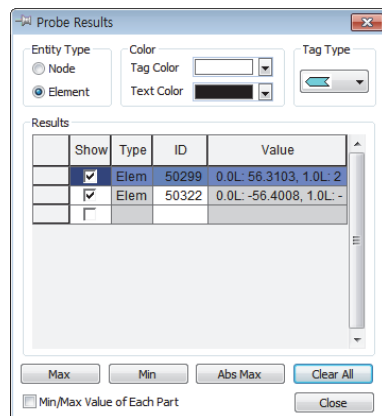 Probe Results
Entity Type
Node
Element
Color
Tag Color
Text Color
Tag Type
Results
Show Type ID Value
Elem 50299 0.0L: 56.3103, 1.0L: 2
Elem 50322 0.0L: -56.4008, 1.0L: -
Max Min Abs Max Clear All
Min/Max Value of Each Part Close